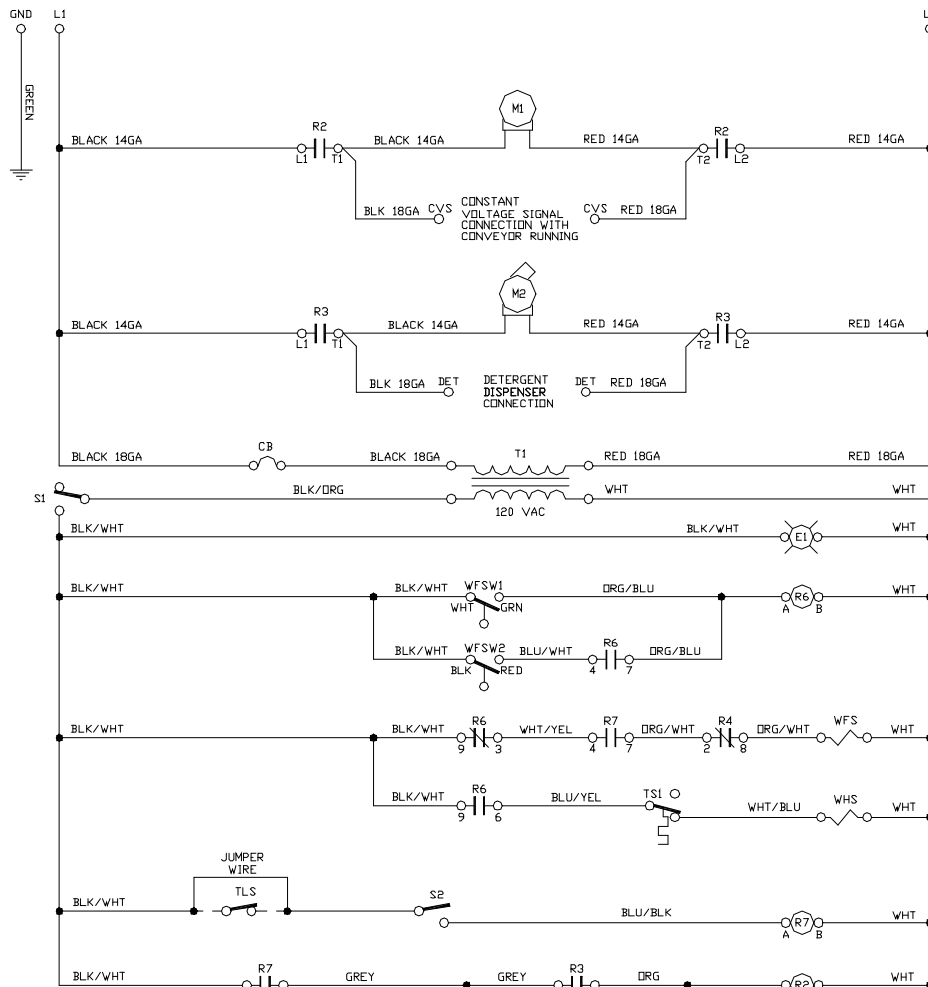 GND L1 L
GREEN
M1
R2 R2
BLACK 14GA BLACK 14GA RED 14GA RED 14GA
L1 T1 T2 L2
BLK 18GA CVS CONSTANT CVS RED 18GA
VOLTAGE SIGNAL
CONNECTION WITH
CONVEYOR RUNNING
M2
R3 R3
BLACK 14GA BLACK 14GA RED 14GA RED 14GA
L1 T1 T2 L2
BLK 18GA DET DETERGENT DET RED 18GA
DISPENSER
CONNECTION
CB T1
BLACK 18GA BLACK 18GA RED 18GA RED 18GA
S1 BLK/ORG WHT WHT
120 VAC
BLK/WHT BLK/WHT E1 WHT
BLK/WHT BLK/WHT WFSW1 ORG/BLU R6 WHT
WHT GRN A B
BLK/WHT WFSW2 BLU/WHT R6 ORG/BLU
BLK RED 4 7
BLK/WHT BLK/WHT R6 WHT/YEL R7 ORG/WHT R4 ORG/WHT WFS WHT
9 3 4 7 2 8
BLK/WHT R6 BLU/YEL TS1 WHT/BLU WHS WHT
9 6
JUMPER
WIRE
BLK/WHT TLS S2 BLU/BLK R7 WHT
A B
BLK/WHT R7 GREY GREY R3 ORG R2 WHT